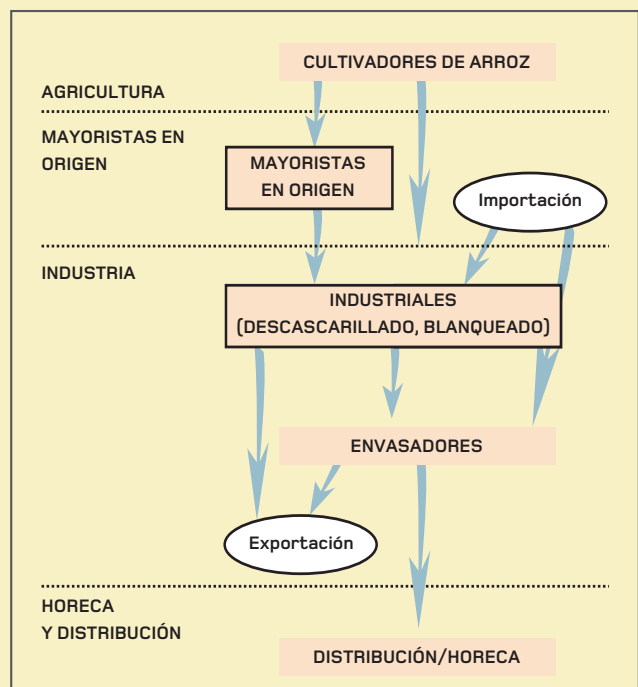 CULTIVADORES DE ARROZ
AGRICULTURA
MAYORISTAS EN
ORIGEN
MAYORISTAS
EN ORIGEN
Importación
INDUSTRIA
INDUSTRIALES
(DESCASCARILLADO, BLANQUEADO)
ENVASADORES
Exportación
HORECA
Y DISTRIBUCIÓN
DISTRIBUCIÓN/HORECA